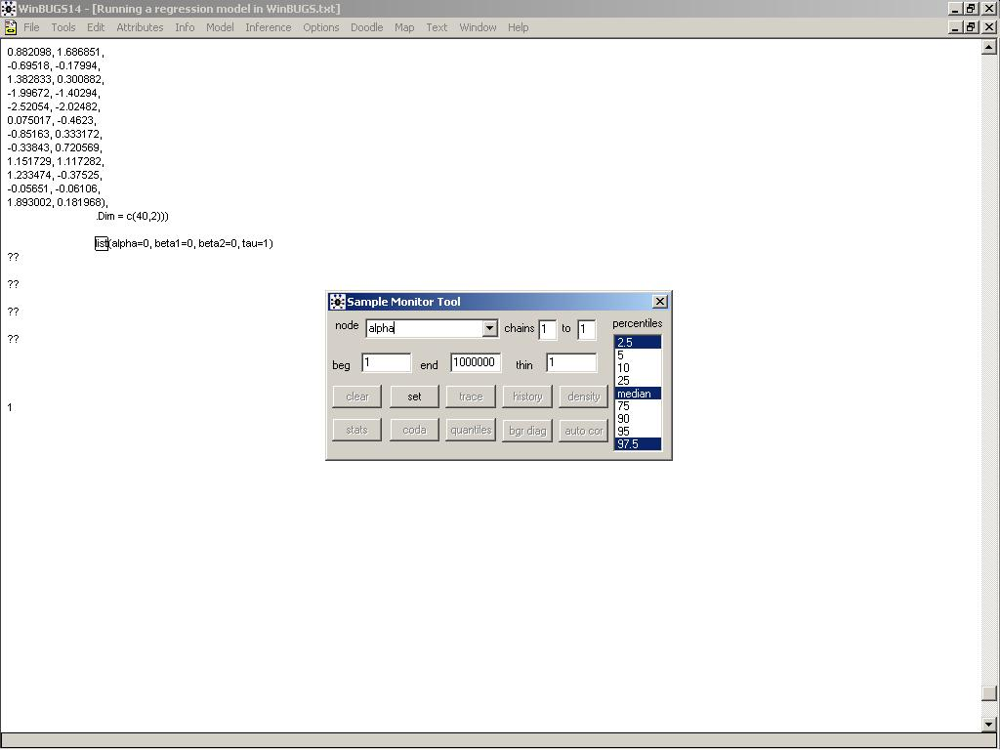 WinBUGS14 - [Running a regression model in WinBUGS.txt]
File Tools Edit Attributes Info Model Inference Options Doodle Map Text Window Help
0.882098, 1.686851,
-0.69518, -0.17994,
1.382833, 0.300882,
-1.99672, -1.40294,
-2.52054, -2.02482,
0.075017, -0.4623,
-0.85163, 0.333172,
-0.33843, 0.720569,
1.151729, 1.117282,
1.233474, -0.37525,
-0.05651, -0.06106,
1.893002, 0.181968),
.Dim = c(40,2)))
list(alpha=0, beta1=0, beta2=0, tau=1)
??
??
??
??
1
Sample Monitor Tool
node alpha chains 1 to 1 percentiles
beg 1 end 1000000 thin 1
clear set trace history density
stats coda quantiles bgr diag auto cor
2.5
5
10
25
median
75
90
95
97.5